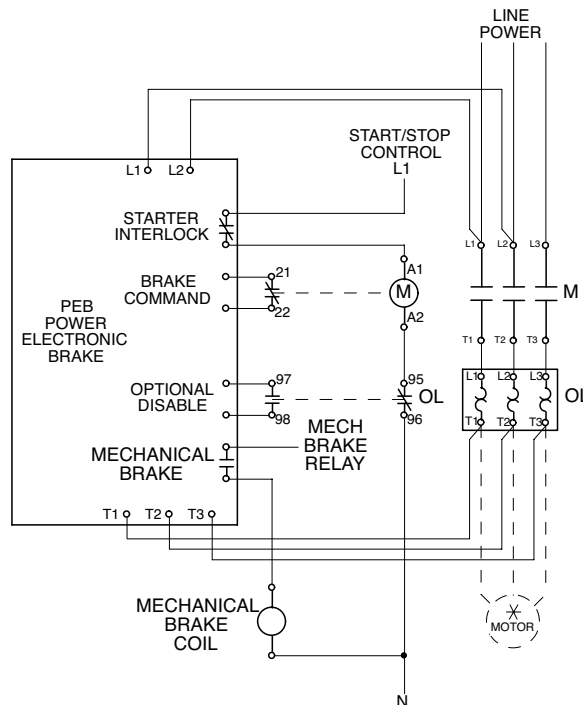 LINE
POWER
START/STOP
CONTROL
L1
L1 L2
STARTER
INTERLOCK
L1 L2 L3
A1
21
BRAKE
COMMAND
M
M
22
A2
PEB
POWER
ELECTRONIC
BRAKE
T1 T2 T3
L1 L2 L3
97
95
OPTIONAL
DISABLE
OL
OL
98
96
T1 T2 T3
MECH
BRAKE
RELAY
MECHANICAL
BRAKE
T1 T2 T3
MECHANICAL
BRAKE
COIL
MOTOR
N